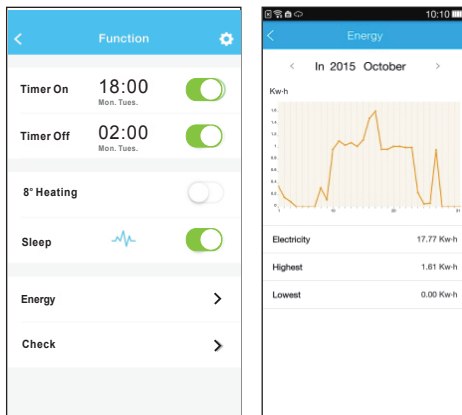 Function
Timer On 18:00
Mon. Tues.
Timer Off 02:00
Mon. Tues.
8° Heating
Sleep
Energy
Check
10:10
Energy
In 2015 October
Kw·h
1.6
1.4
1.2
1
0.8
0.6
0.4
0.2
0
1 10 20 31
Electricity 17.77 Kw·h
Highest 1.61 Kw·h
Lowest 0.00 Kw·h